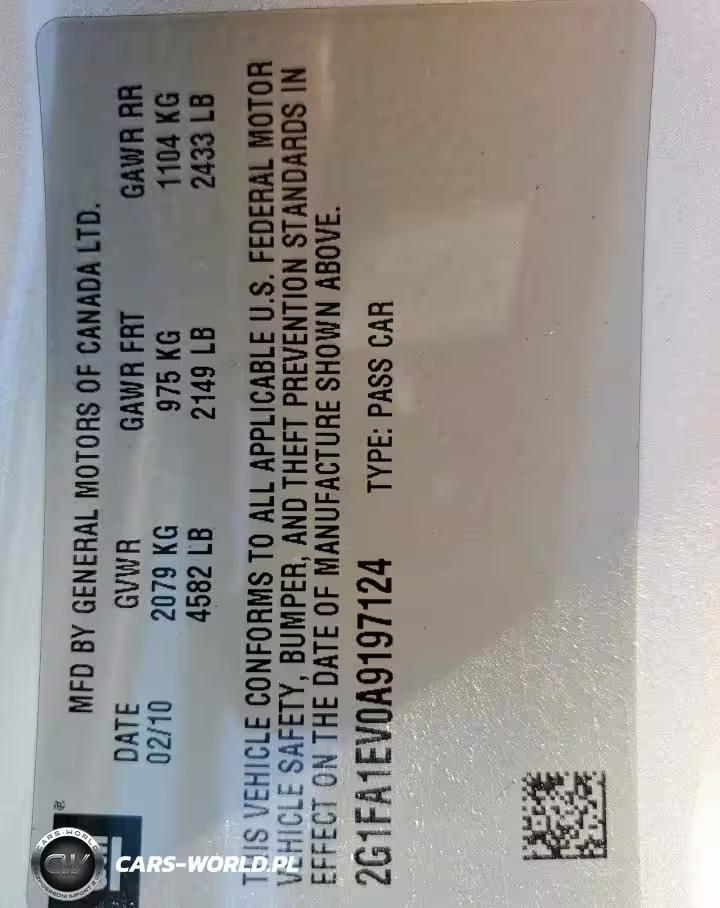 MFD BY GENERAL MOTORS OF CANADA LTD.
DATE GVWR GAWR FRT GAWR RR
02/10 2079 KG 975 KG 1104 KG
4582 LB 2149 LB 2433 LB
THIS VEHICLE CONFORMS TO ALL APPLICABLE U.S. FEDERAL MOTOR
VEHICLE SAFETY, BUMPER, AND THEFT PREVENTION STANDARDS IN
EFFECT ON THE DATE OF MANUFACTURE SHOWN ABOVE.
2G1FA1EV0A9197124 TYPE: PASS CAR
CARS-WORLD
CW
CARS-WORLD.PL